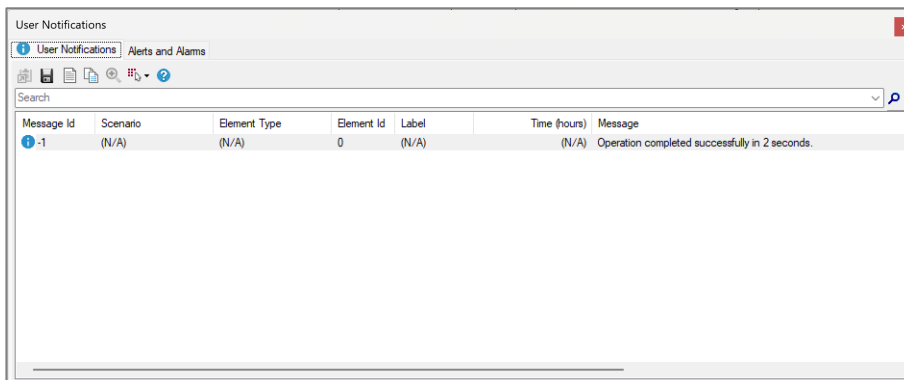 User Notifications
User Notifications Alerts and Alarms
Search
Message Id Scenario Element Type Element Id Label Time (hours) Message
-1 (N/A) (N/A) 0 (N/A) (N/A) Operation completed successfully in 2 seconds.